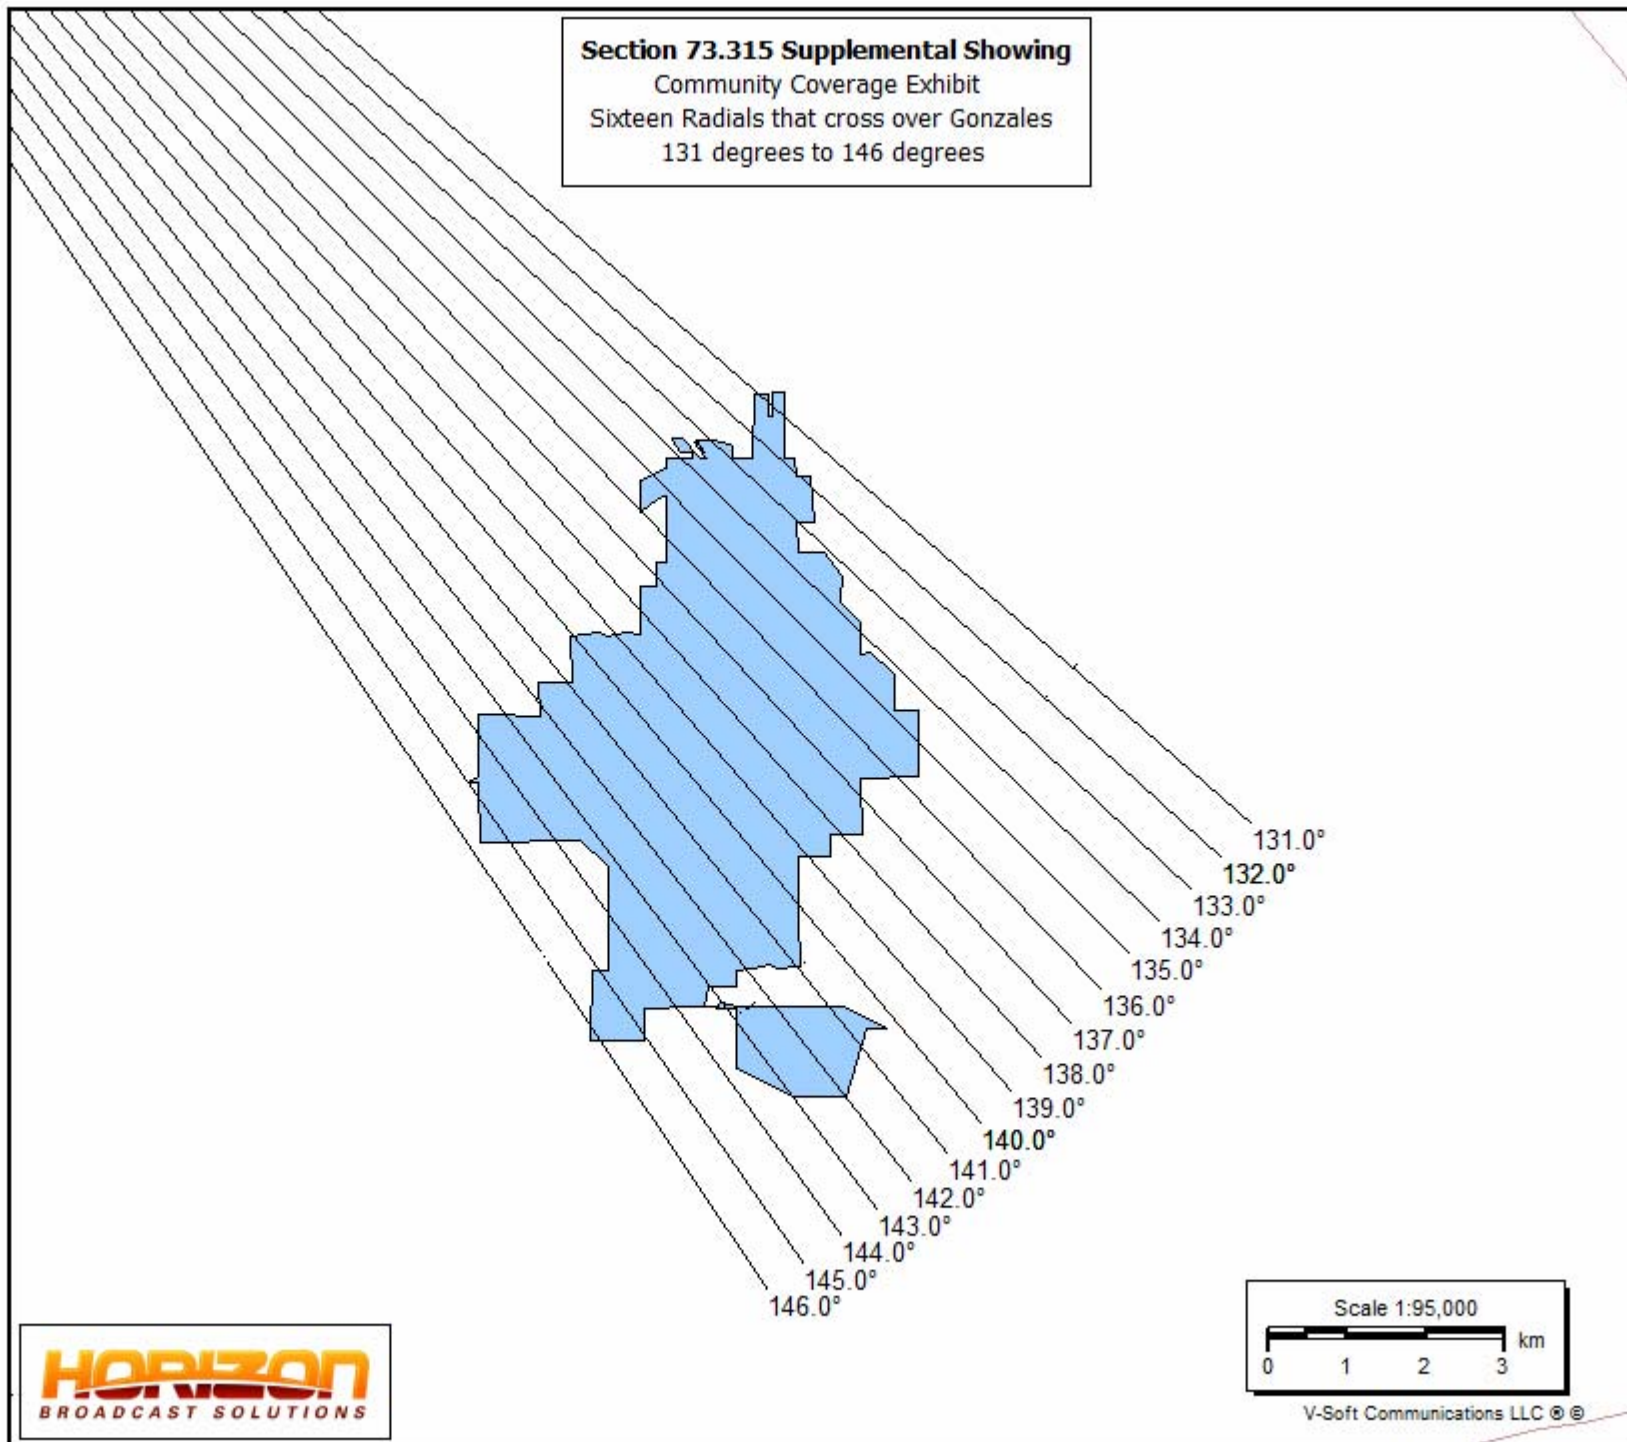 Section 73.315 Supplemental Showing
Community Coverage Exhibit
Sixteen Radials that cross over Gonzales
131 degrees to 146 degrees
131.0°
132.0°
133.0°
134.0°
135.0°
136.0°
137.0°
138.0°
139.0°
140.0°
141.0°
142.0°
143.0°
144.0°
145.0°
146.0°
HORIZON
BROADCAST SOLUTIONS
Scale 1:95,000
km
0 1 2 3
V-Soft Communications LLC ® ©